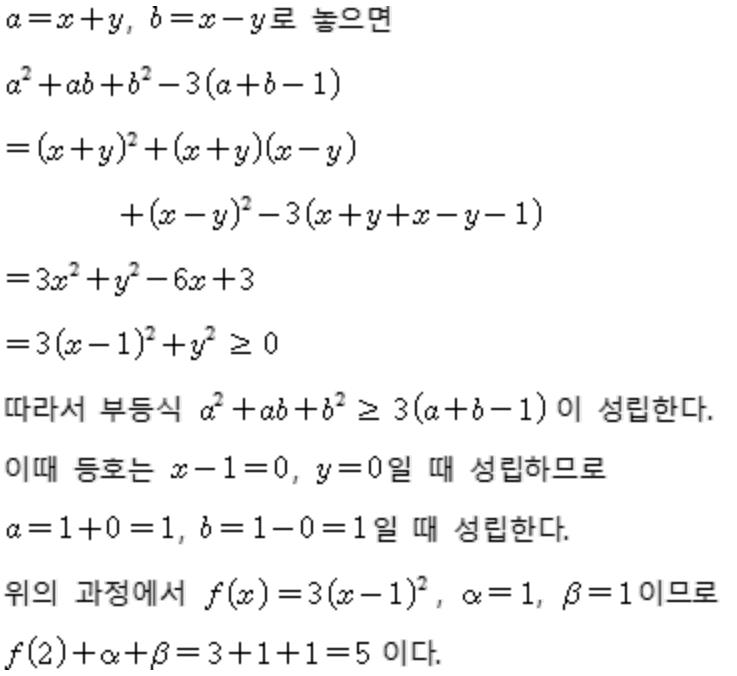 a=x+y, b=x-y로 놓으면
a²+ab+b²-3(a+b-1)
=(x+y)²+(x+y)(x-y)
+(x-y)²-3(x+y+x-y-1)
=3x²+y²-6x+3
=3(x-1)²+y² ≥ 0
따라서 부등식 a²+ab+b² ≥ 3(a+b-1)이 성립한다.
이때 등호는 x-1=0, y=0일 때 성립하므로
a=1+0=1, b=1-0=1일 때 성립한다.
위의 과정에서 f(x)=3(x-1)², α=1, β=1이므로
f(2)+α+β=3+1+1=5 이다.